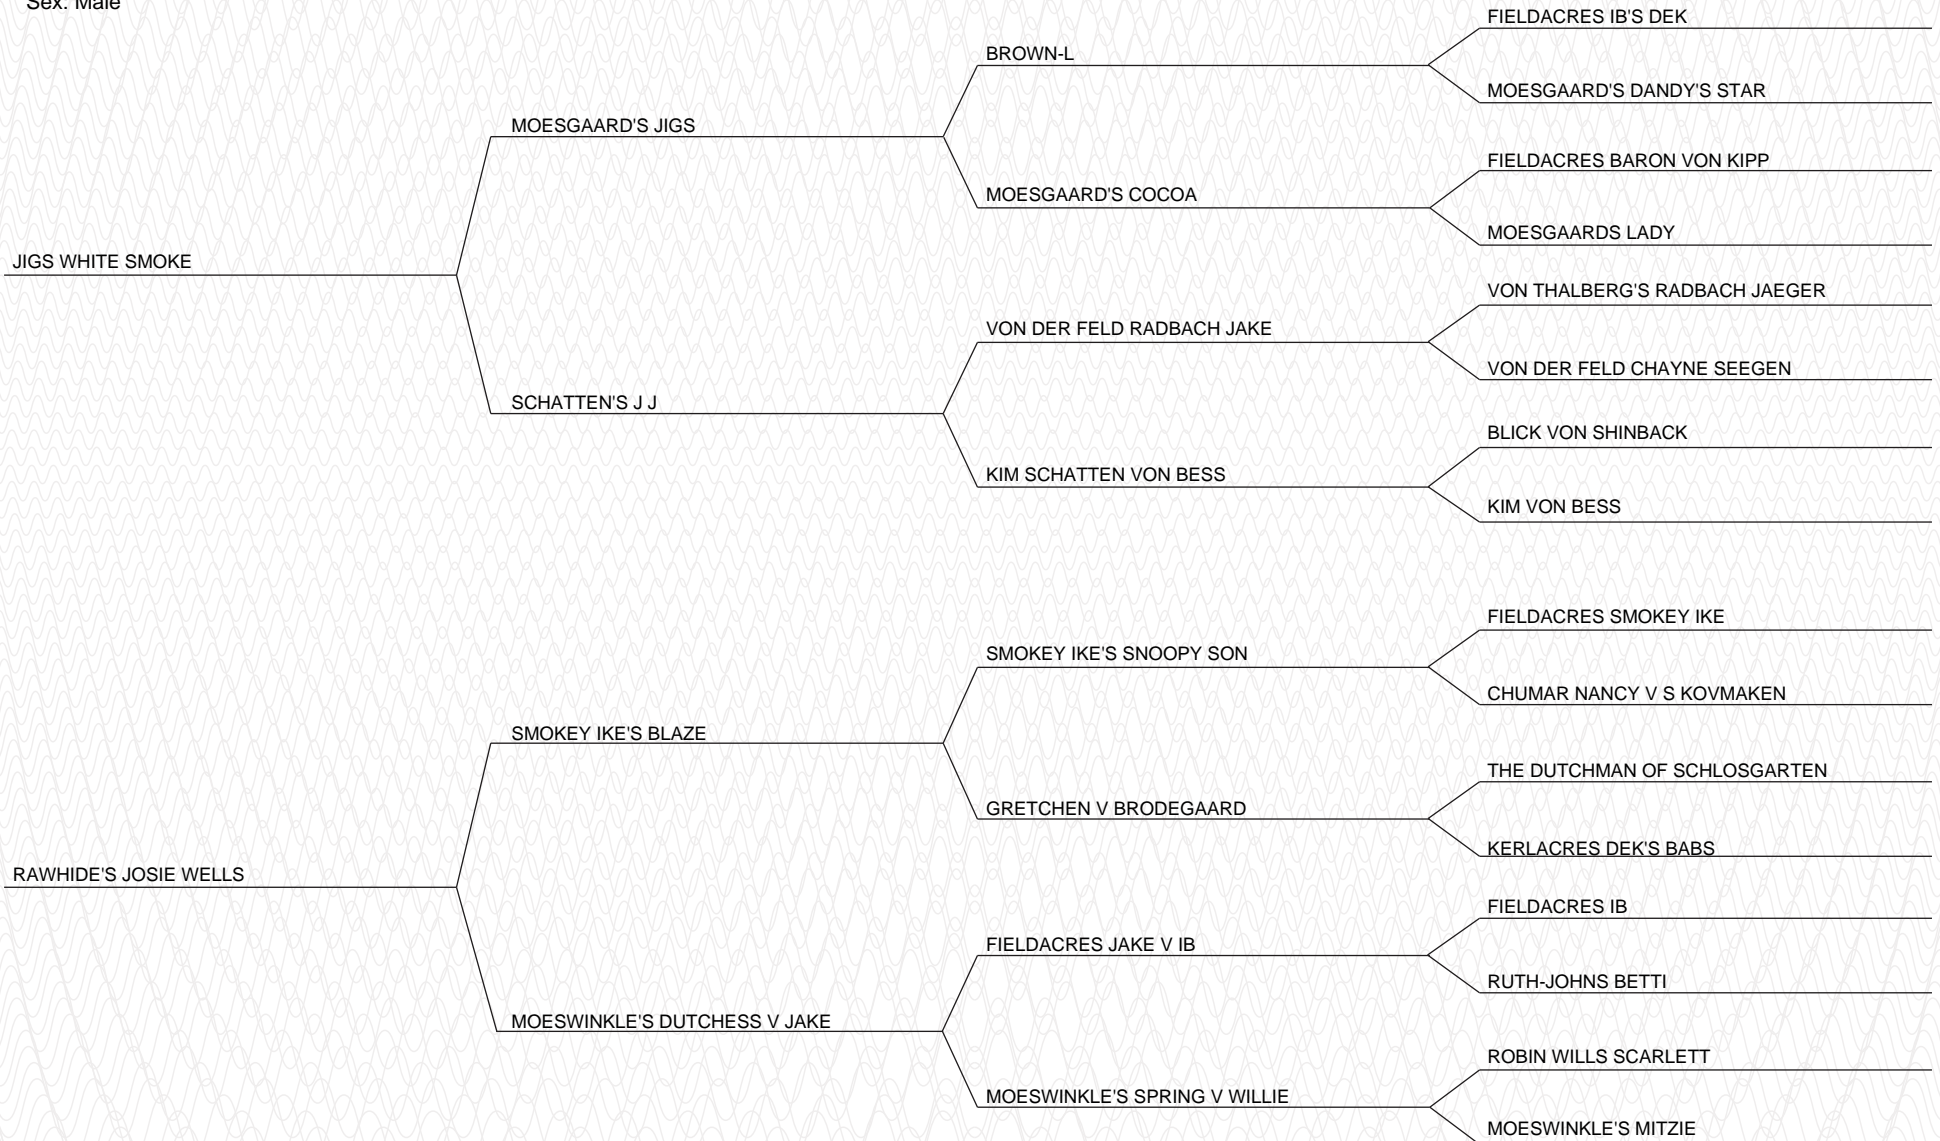 Sex: Male
FIELDACRES IB'S DEK
BROWN-L
MOESGAARD'S DANDY'S STAR
MOESGAARD'S JIGS
FIELDACRES BARON VON KIPP
MOESGAARD'S COCOA
MOESGAARDS LADY
JIGS WHITE SMOKE
VON THALBERG'S RADBACH JAEGER
VON DER FELD RADBACH JAKE
VON DER FELD CHAYNE SEEGEN
SCHATTEN'S J J
BLICK VON SHINBACK
KIM SCHATTEN VON BESS
KIM VON BESS
FIELDACRES SMOKEY IKE
SMOKEY IKE'S SNOOPY SON
CHUMAR NANCY V S KOVMAKEN
SMOKEY IKE'S BLAZE
THE DUTCHMAN OF SCHLOSGARTEN
GRETCHEN V BRODEGAARD
KERLACRES DEK'S BABS
RAWHIDE'S JOSIE WELLS
FIELDACRES IB
FIELDACRES JAKE V IB
RUTH-JOHNS BETTI
MOESWINKLE'S DUTCHESS V JAKE
ROBIN WILLS SCARLETT
MOESWINKLE'S SPRING V WILLIE
MOESWINKLE'S MITZIE